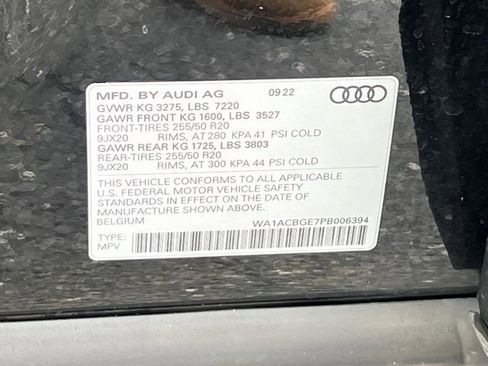 MFD. BY AUDI AG 09 22
GVWR KG 3275, LBS 7220
GAWR FRONT KG 1600, LBS 3527
FRONT-TIRES 255/50 R20
9JX20 RIMS, AT 280 KPA 41 PSI COLD
GAWR REAR KG 1725, LBS 3803
REAR-TIRES 255/50 R20
9JX20 RIMS, AT 300 KPA 44 PSI COLD
THIS VEHICLE CONFORMS TO ALL APPLICABLE
U.S. FEDERAL MOTOR VEHICLE SAFETY
STANDARDS IN EFFECT ON THE DATE OF
MANUFACTURE SHOWN ABOVE.
BELGIUM
WA1ACBGE7PB006394
TYPE:
MPV